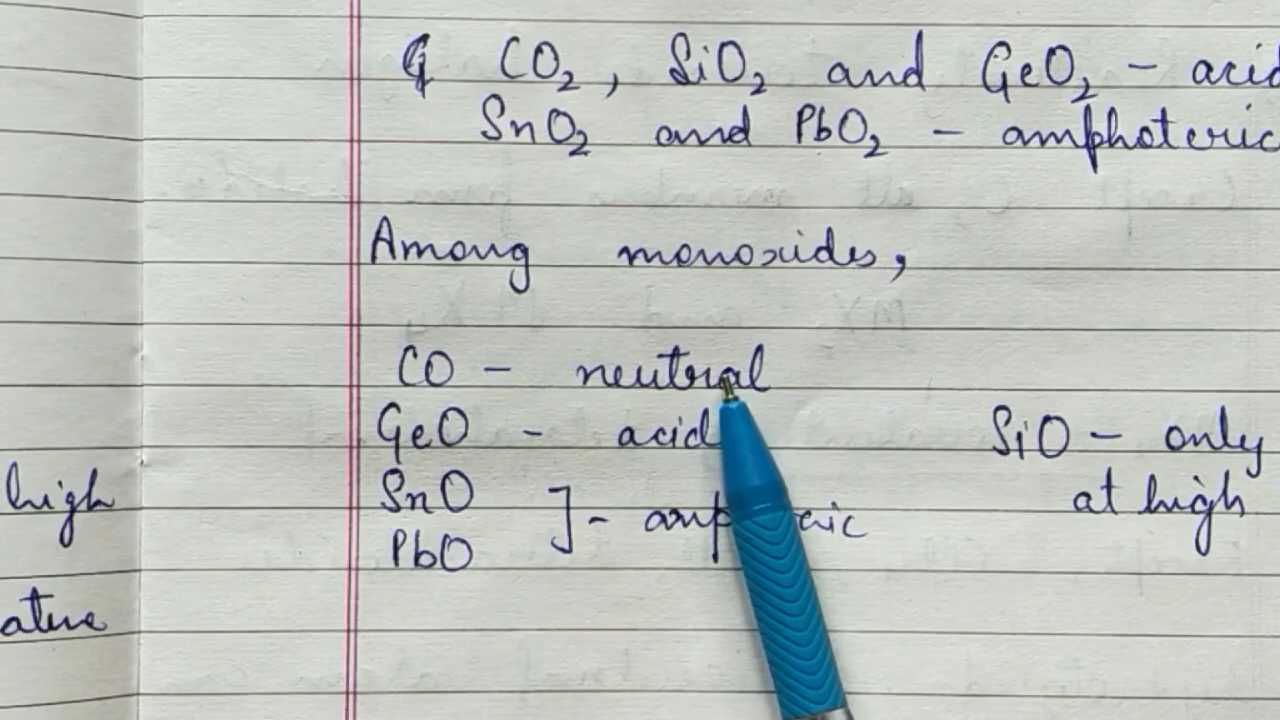 CO2, SiO2 and GeO2 - acid
SnO2 and PbO2 - amphoteric
Among monoxides,
CO - neutral
GeO - acid
SiO - only
at high
SnO
PbO ] -
high
ature